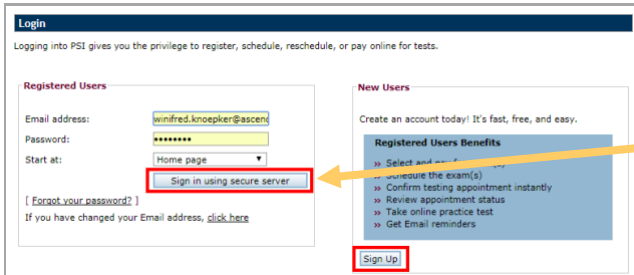 Login
Logging into PSI gives you the privilege to register, schedule, reschedule, or pay online for tests.
Registered Users
Email address: winifred.knoepker@ascend
Password: ••••••••
Start at: Home page
Sign in using secure server
[ Forgot your password? ]
If you have changed your Email address, click here
New Users
Create an account today! It's fast, free, and easy.
Registered Users Benefits
» Select and pay
» Schedule the exam(s)
» Confirm testing appointment instantly
» Review appointment status
» Take online practice test
» Get Email reminders
Sign Up